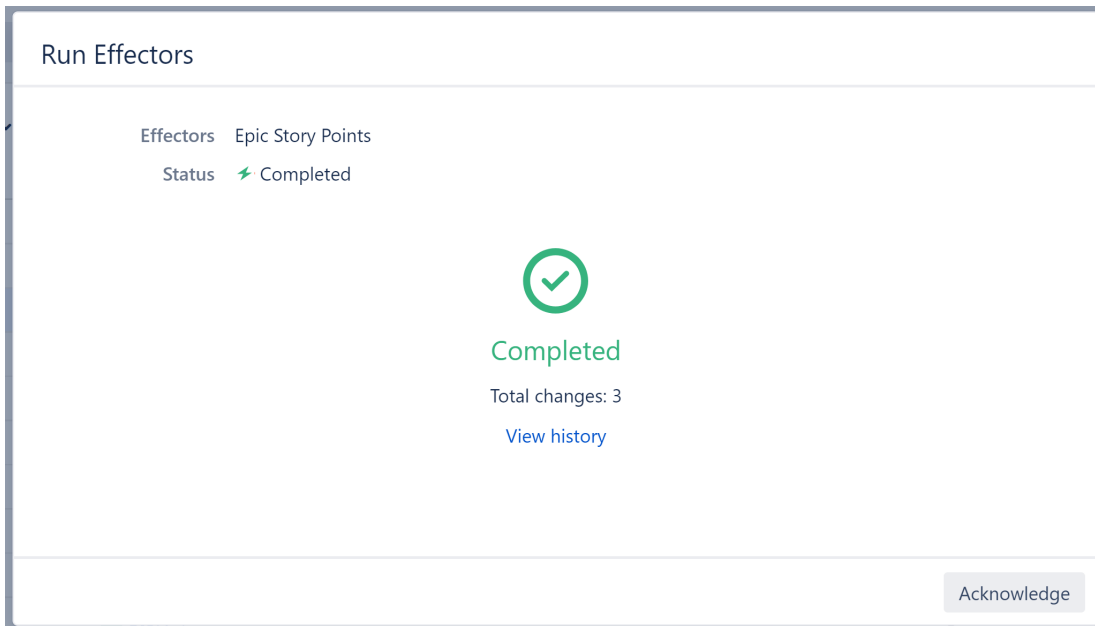 Run Effectors
Effectors Epic Story Points
Status Completed
Completed
Total changes: 3
View history
Acknowledge